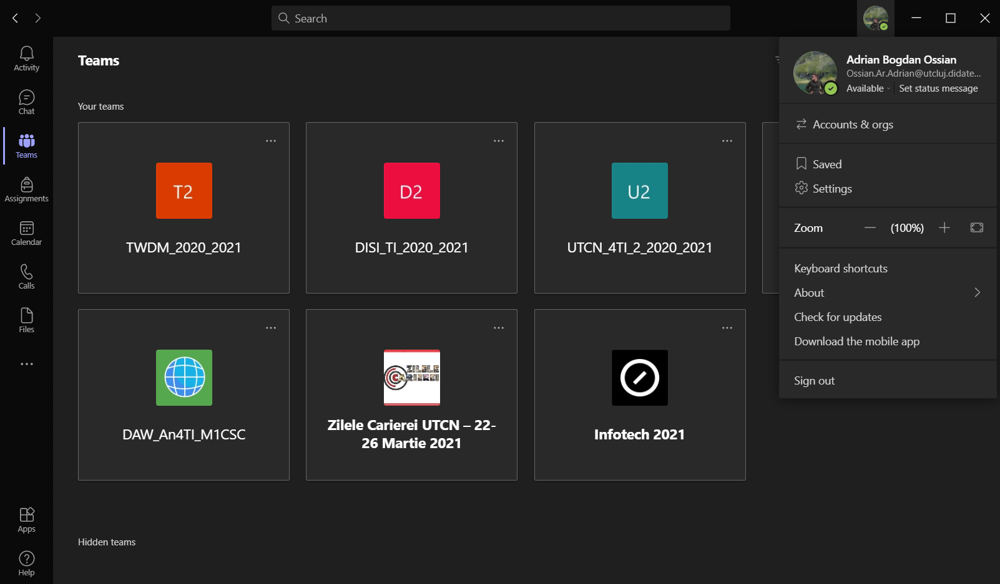 Search
Activity
Chat
Teams
Assignments
Calendar
Calls
Files
Apps
Help
Teams
Your teams
T2
TWDM_2020_2021
D2
DISI_TI_2020_2021
U2
UTCN_4TI_2_2020_2021
DAW_An4TI_M1CSC
ZILELE
CARIEREI
Zilele Carierei UTCN – 22-
26 Martie 2021
Infotech 2021
Hidden teams
Adrian Bogdan Ossian
Ossian.Ar.Adrian@utcluj.didate...
Available
Set status message
Accounts & orgs
Saved
Settings
Zoom
(100%)
Keyboard shortcuts
About
Check for updates
Download the mobile app
Sign out